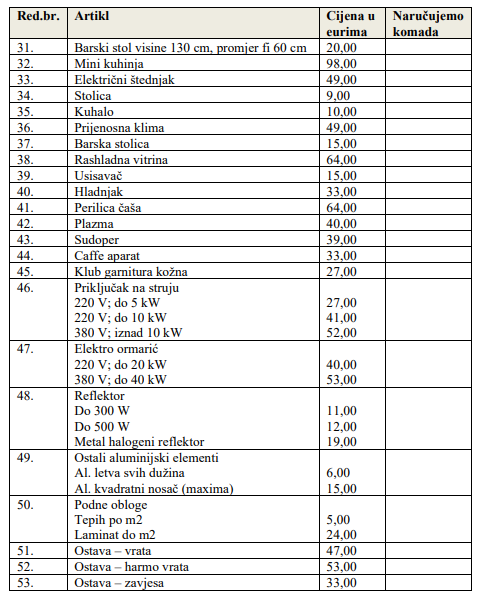 Red.br. Artikl Cijena u eurima Naručujemo komada
31. Barski stol visine 130 cm, promjer fi 60 cm 20,00
32. Mini kuhinja 98,00
33. Električni štednjak 49,00
34. Stolica 9,00
35. Kuhalo 10,00
36. Prijenosna klima 49,00
37. Barska stolica 15,00
38. Rashladna vitrina 64,00
39. Usisavač 15,00
40. Hladnjak 33,00
41. Perilica čaša 64,00
42. Plazma 40,00
43. Sudoper 39,00
44. Caffe aparat 33,00
45. Klub garnitura kožna 27,00
46. Priključak na struju
220 V; do 5 kW 27,00
220 V; do 10 kW 41,00
380 V; iznad 10 kW 52,00
47. Elektro ormarić
220 V; do 20 kW 40,00
380 V; do 40 kW 53,00
48. Reflektor
Do 300 W 11,00
Do 500 W 12,00
Metal halogeni reflektor 19,00
49. Ostali aluminijski elementi
Al. letva svih dužina 6,00
Al. kvadratni nosač (maxima) 15,00
50. Podne obloge
Tepih po m2 5,00
Laminat do m2 24,00
51. Ostava – vrata 47,00
52. Ostava – harmo vrata 53,00
53. Ostava – zavjesa 33,00